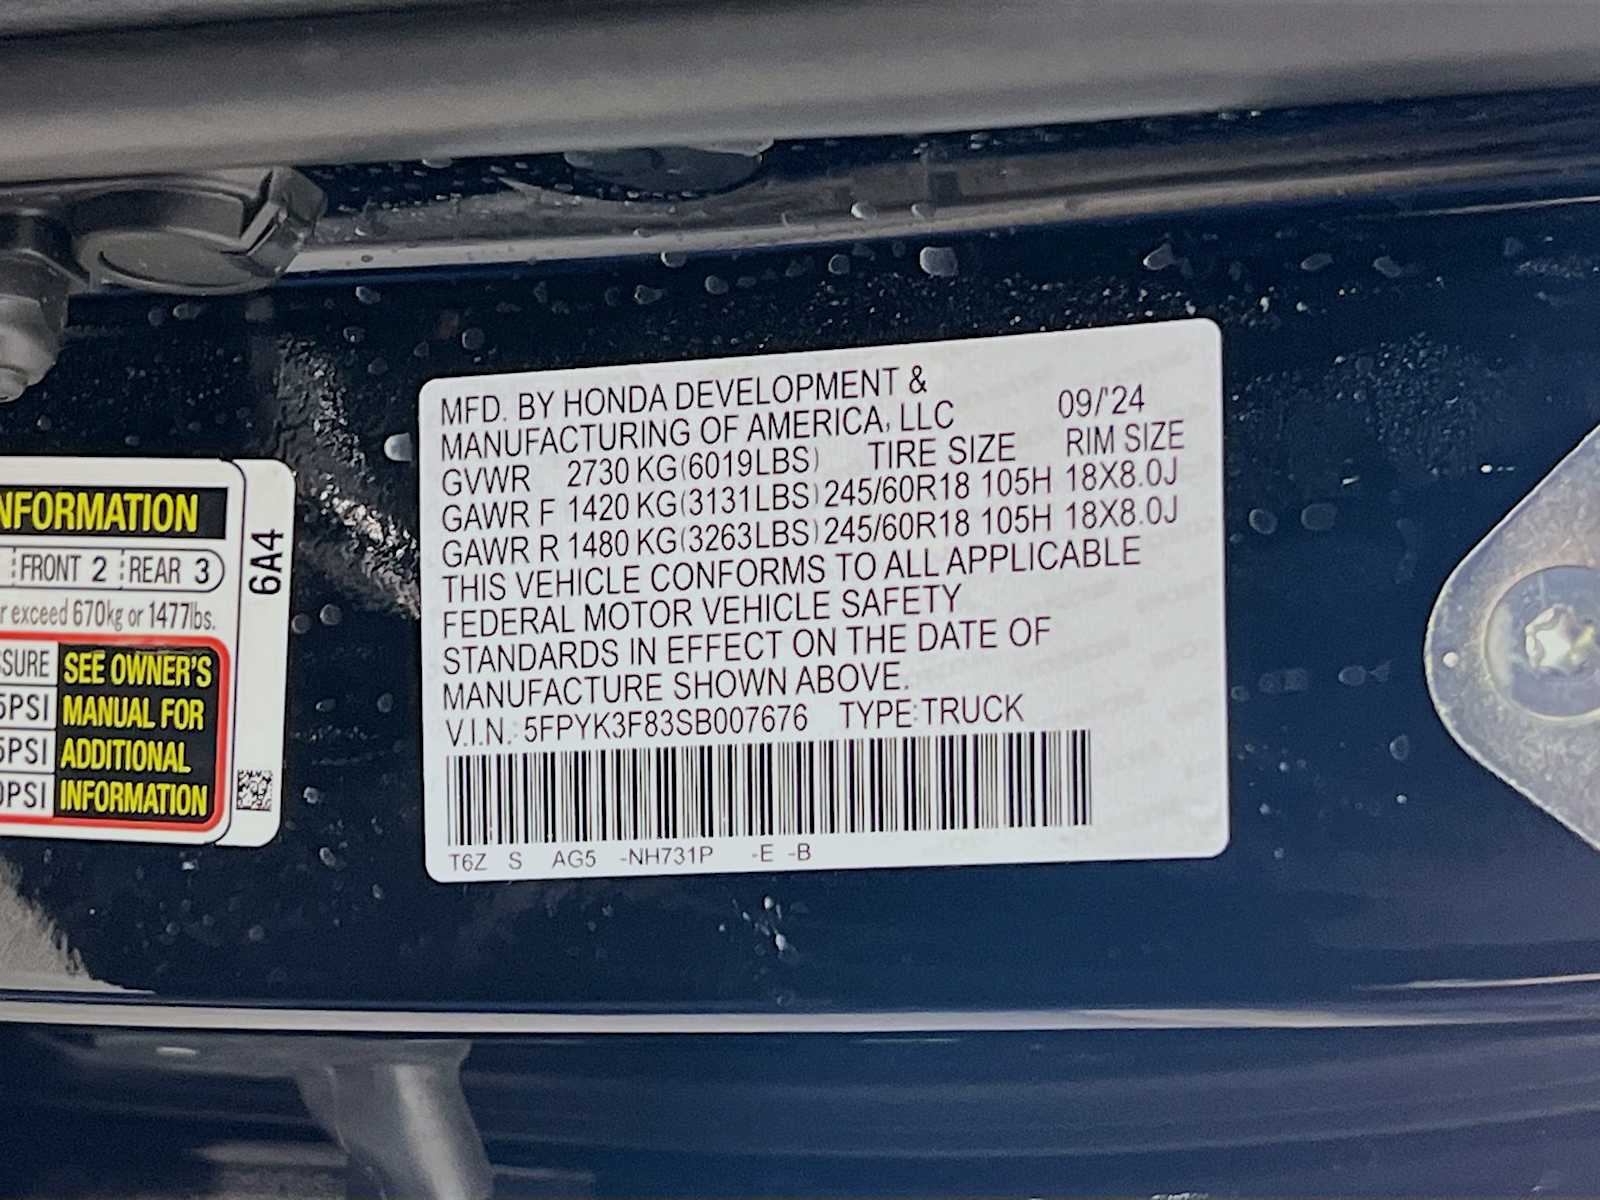 MFD. BY HONDA DEVELOPMENT &
MANUFACTURING OF AMERICA, LLC 09/'24
GVWR 2730 KG(6019LBS) TIRE SIZE RIM SIZE
GAWR F 1420 KG(3131LBS) 245/60R18 105H 18X8.0J
GAWR R 1480 KG(3263LBS) 245/60R18 105H 18X8.0J
THIS VEHICLE CONFORMS TO ALL APPLICABLE
FEDERAL MOTOR VEHICLE SAFETY
STANDARDS IN EFFECT ON THE DATE OF
MANUFACTURE SHOWN ABOVE.
V.I.N.: 5FPYK3F83SB007676 TYPE:TRUCK
T6Z S AG5 -NH731P -E -B
NFORMATION
FRONT 2 REAR 3
r exceed 670kg or 1477lbs.
SSURE
5PSI
5PSI
0PSI
SEE OWNER'S
MANUAL FOR
ADDITIONAL
INFORMATION
6A4